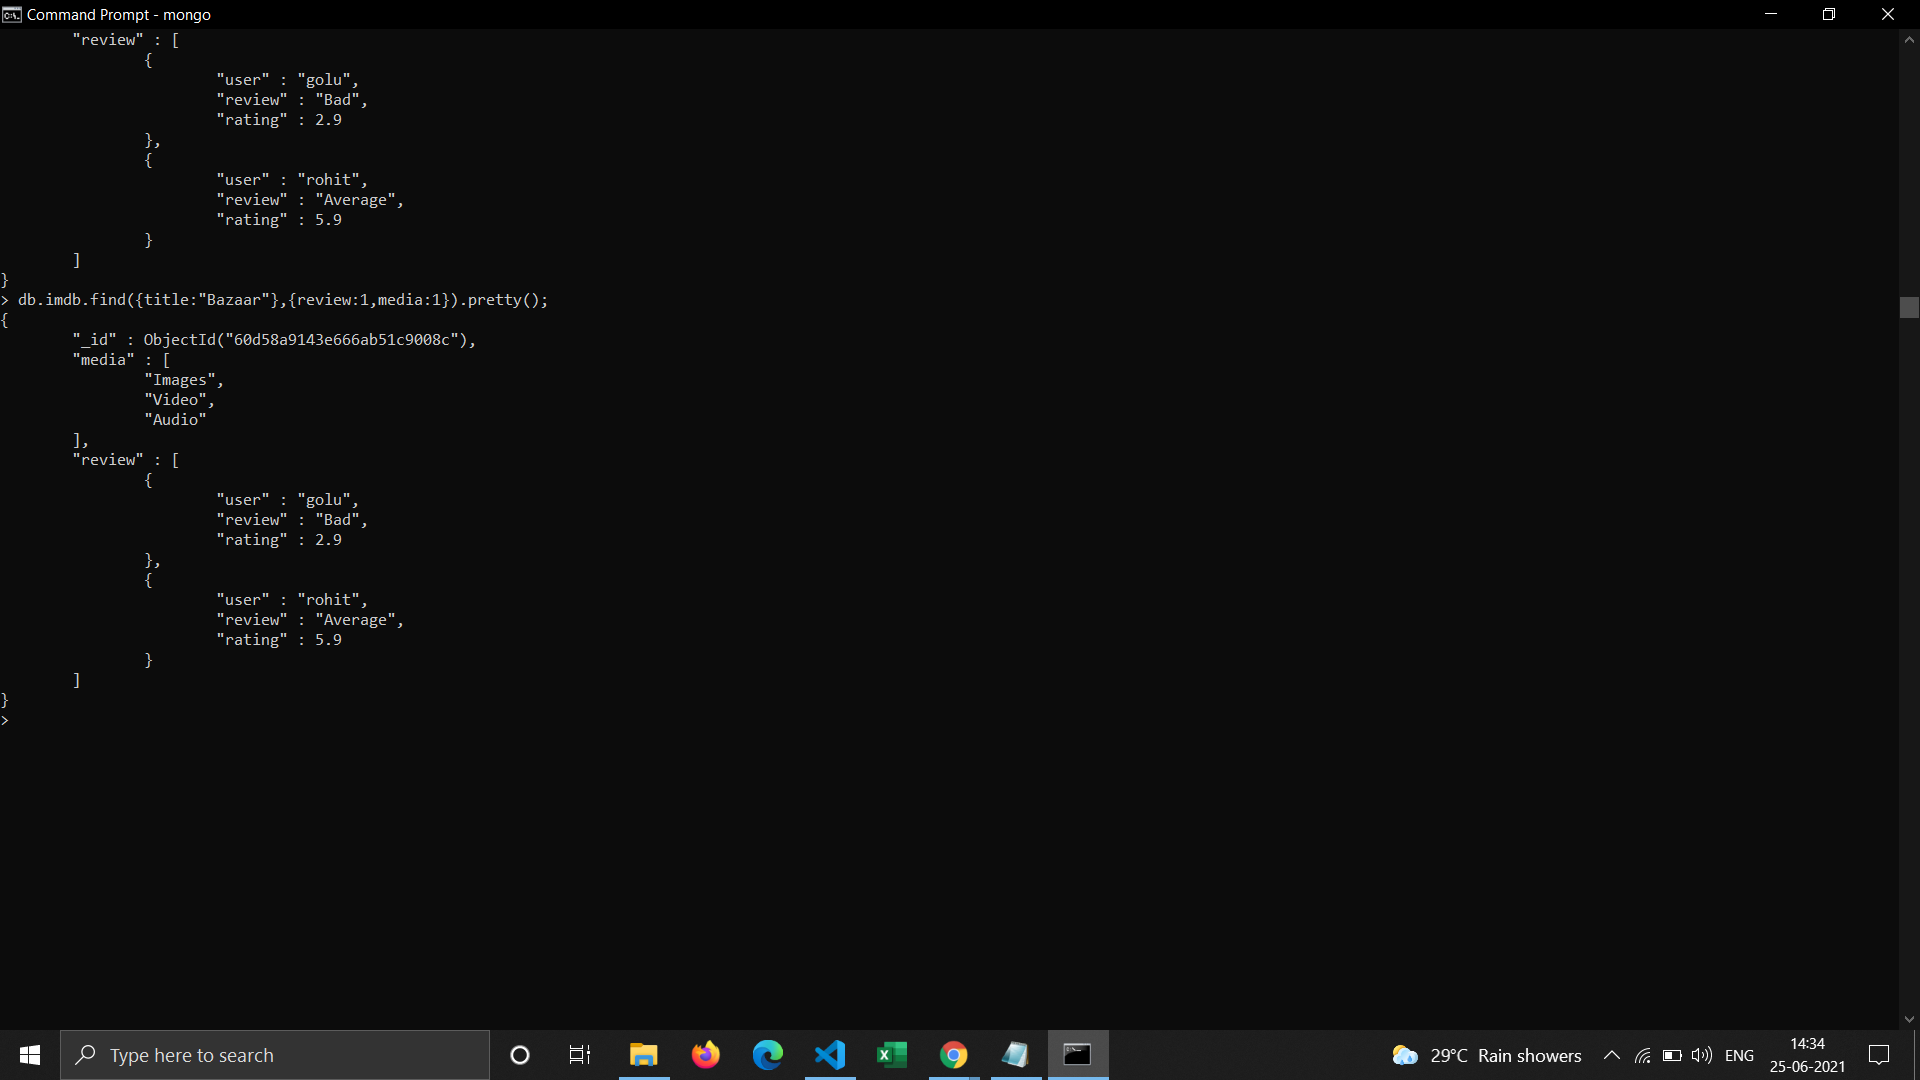 Command Prompt - mongo
"review" : [
{
"user" : "golu",
"review" : "Bad",
"rating" : 2.9
},
{
"user" : "rohit",
"review" : "Average",
"rating" : 5.9
}
]
}
> db.imdb.find({title:"Bazaar"},{review:1,media:1}).pretty();
{
"_id" : ObjectId("60d58a9143e666ab51c9008c"),
"media" : [
"Images",
"Video",
"Audio"
],
"review" : [
{
"user" : "golu",
"review" : "Bad",
"rating" : 2.9
},
{
"user" : "rohit",
"review" : "Average",
"rating" : 5.9
}
]
}
>
Type here to search
29°C Rain showers
ENG
14:34
25-06-2021